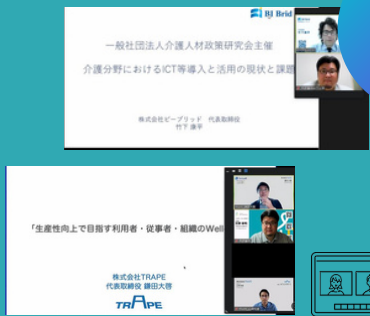 BI Brid
一般社団法人介護人材政策研究会主催
介護分野におけるICT等導入と活用の現状と課題
株式会社ビーブリッド 代表取締役
竹下 康平
「生産性向上で目指す利用者・従事者・組織のWell
株式会社TRAPE
代表取締役 鎌田大啓
TRAPE